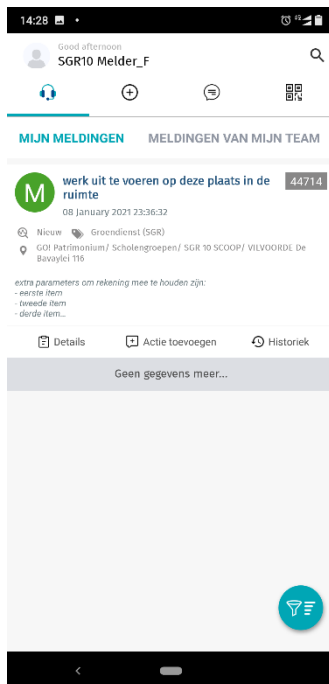 14:28
Good afternoon
SGR10 Melder_F
MIJN MELDINGEN
MELDINGEN VAN MIJN TEAM
M
werk uit te voeren op deze plaats in de
ruimte
44714
08 January 2021 23:36:32
Nieuw
Groendienst (SGR)
GO! Patrimonium/ Scholengroepen/ SGR 10 SCOOP/ VILVOORDE De
Bavaylei 116
extra parameters om rekening mee te houden zijn:
- eerste item
- tweede item
- derde item...
Details
Actie toevoegen
Historiek
Geen gegevens meer...